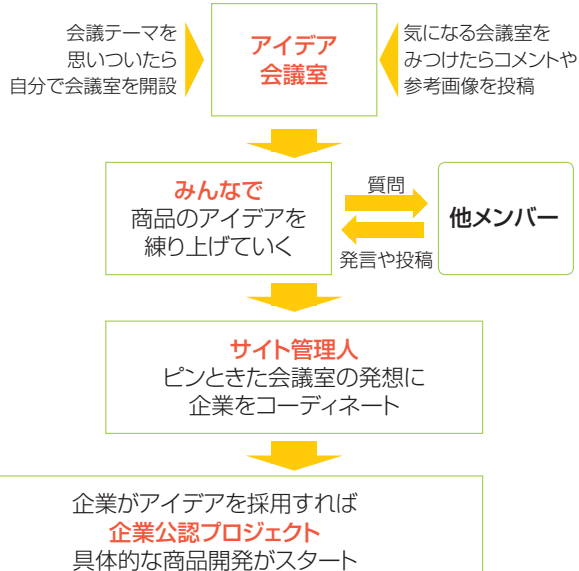 会議テーマを
思いついたら
自分で会議室を開設
アイデア
会議室
気になる会議室を
みつけたらコメントや
参考画像を投稿
みんなで
商品のアイデアを
練り上げていく
質問
発言や投稿
他メンバー
サイト管理人
ピンときた会議室の発想に
企業をコーディネート
企業がアイデアを採用すれば
企業公認プロジェクト
具体的な商品開発がスタート